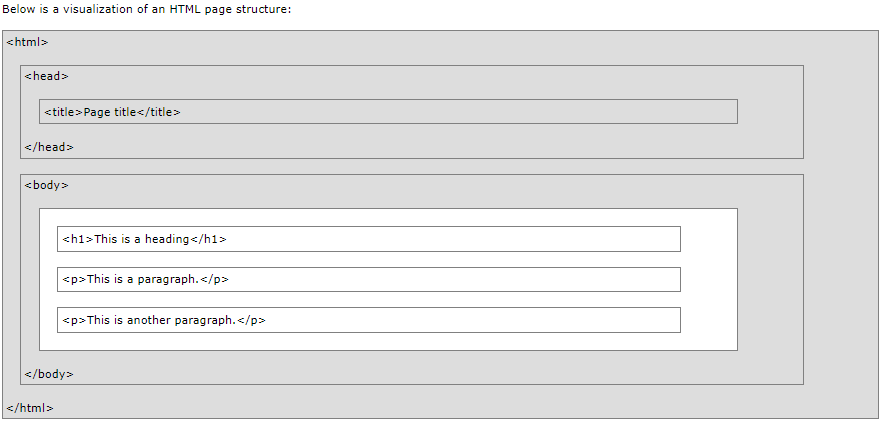 Below is a visualization of an HTML page structure:
<html>
<head>
<title>Page title</title>
</head>
<body>
<h1>This is a heading</h1>
<p>This is a paragraph.</p>
<p>This is another paragraph.</p>
</body>
</html>